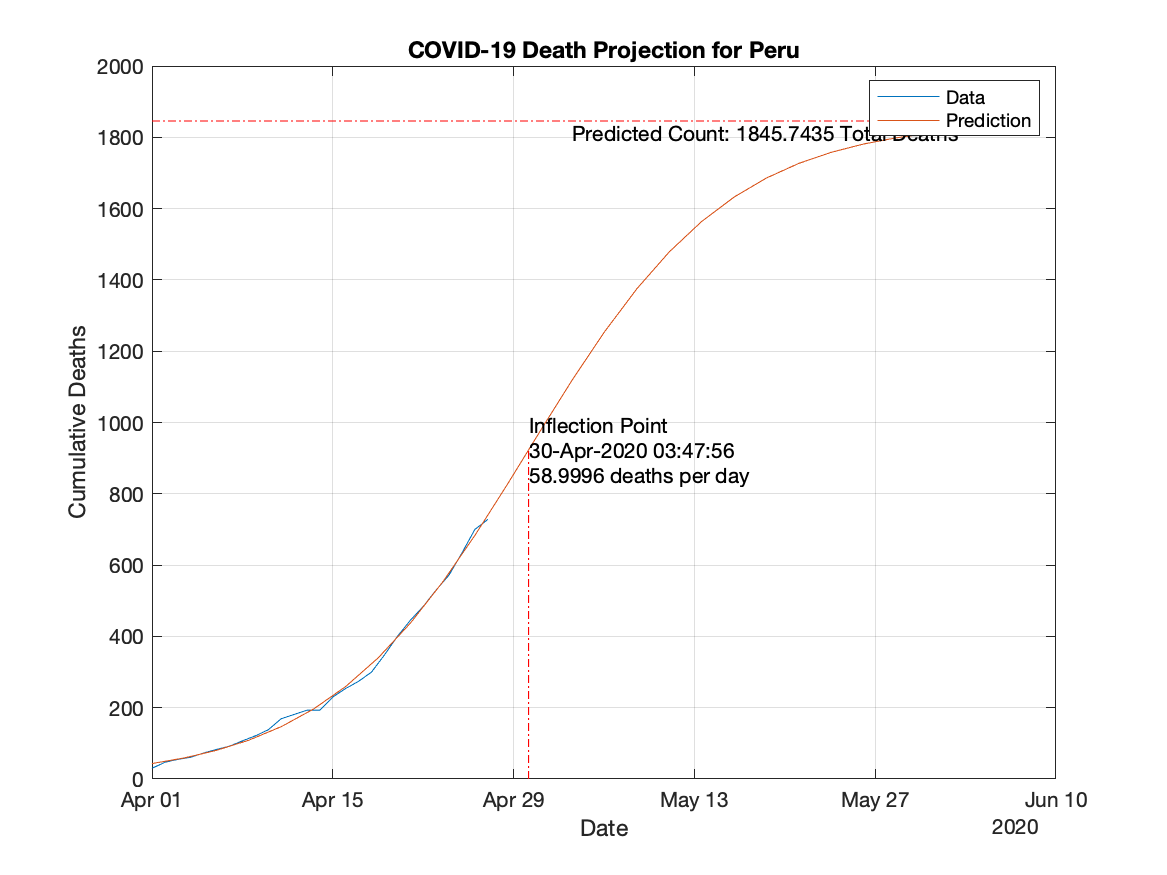 COVID-19 Death Projection for Peru
2000
1800
1600
1400
1200
1000
800
600
400
200
0
Cumulative Deaths
Data
Prediction
Predicted Count: 1845.7435 Total Deaths
Inflection Point
30-Apr-2020 03:47:56
58.9996 deaths per day
Apr 01 Apr 15 Apr 29 May 13 May 27 Jun 10
Date
2020